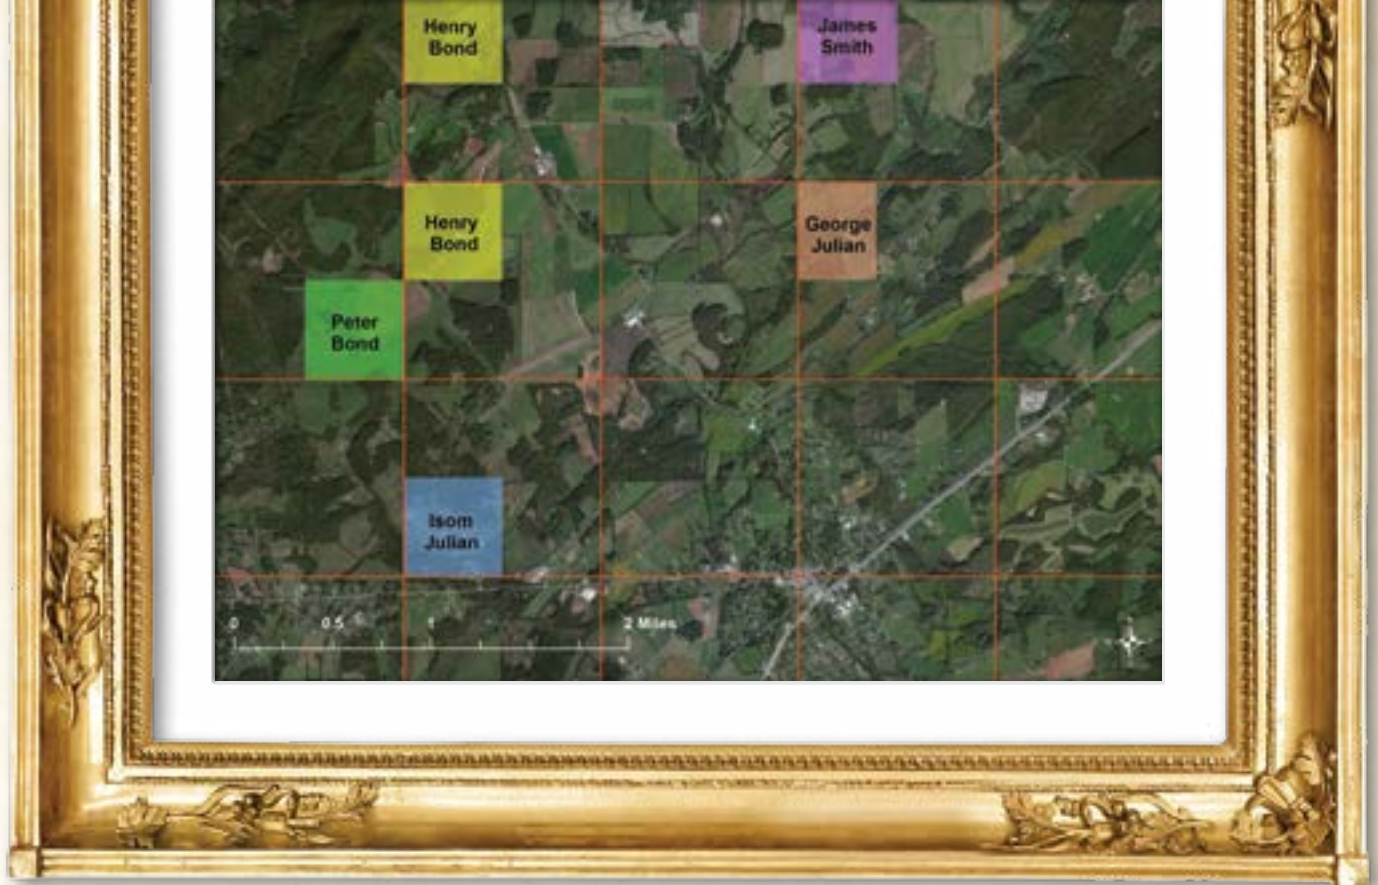 Henry
Bond
James
Smith
Henry
Bond
George
Julian
Peter
Bond
Isom
Julian
0 0.5 1 2 Miles